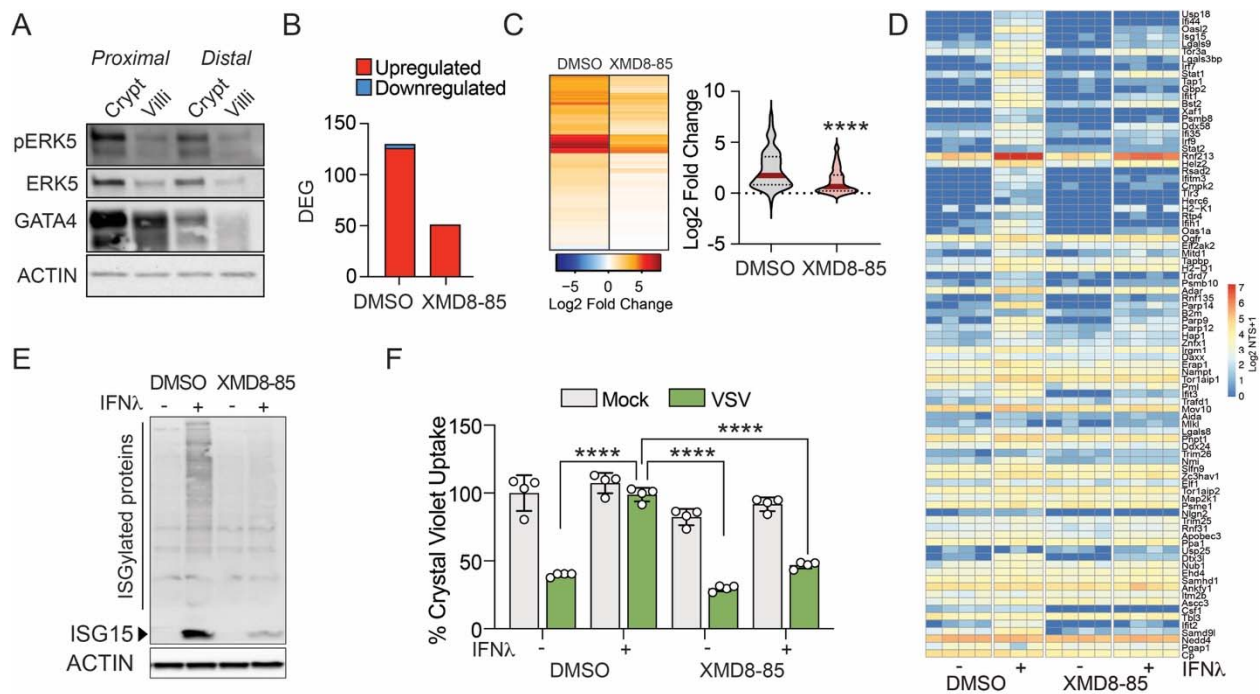 A
Proximal Distal
Crypt Villi Crypt Villi
pERK5
ERK5
GATA4
ACTIN
B
Upregulated
Downregulated
DEG
150
100
50
0
DMSO
XMD8-85
C
DMSO XMD8-85
-5 0 5
Log2 Fold Change
Log2 Fold Change
10
5
0
-5
****
DMSO
XMD8-85
D
Usp18
Ifi44
Oasl2
Isg15
Lgals9
Tor3a
Lgals3bp
Irf7
Stat1
Tap1
Gbp2
Ifit1
Bst2
Xaf1
Psmb8
Ddx58
Ifi35
Irf9
Stat2
Rnf213
Helz2
Rsad2
Ifitm3
Cmpk2
Tlr3
Herc6
H2-K1
Rtp4
Ifih1
Oas1a
Ogfr
Eif2ak2
Mitd1
Tapbp
H2-D1
Tdrd7
Psmb10
Adar
Rnf135
Parp14
B2m
Parp9
Parp12
Hap1
Znfx1
Irgm1
Daxx
Erap1
Nampt
Tor1aip1
Pml
Ifit3
Trafd1
Mov10
Aida
Mlkl
Lgals8
Phpt1
Ddx24
Trim26
Nmi
Slfn9
Zc3hav1
Elf1
Tor1aip2
Map2k1
Psme1
Nlgn2
Trim25
Rnf31
Apobec3
Ppa1
Usp25
Dtx3l
Nub1
Ehd4
Samhd1
Ankfy1
Itm2b
Ascc3
Csf1
Tbl3
Ifit2
Samd9l
Nedd4
Pgap1
Cp
7
6
5
4
3
2
1
0
Log2 NTS+1
- + - + IFNλ
DMSO XMD8-85
E
DMSO XMD8-85
IFNλ - + - +
ISGylated proteins
ISG15
ACTIN
F
Mock VSV
% Crystal Violet Uptake
150
100
50
0
**** **** ****
IFNλ - + - +
DMSO XMD8-85